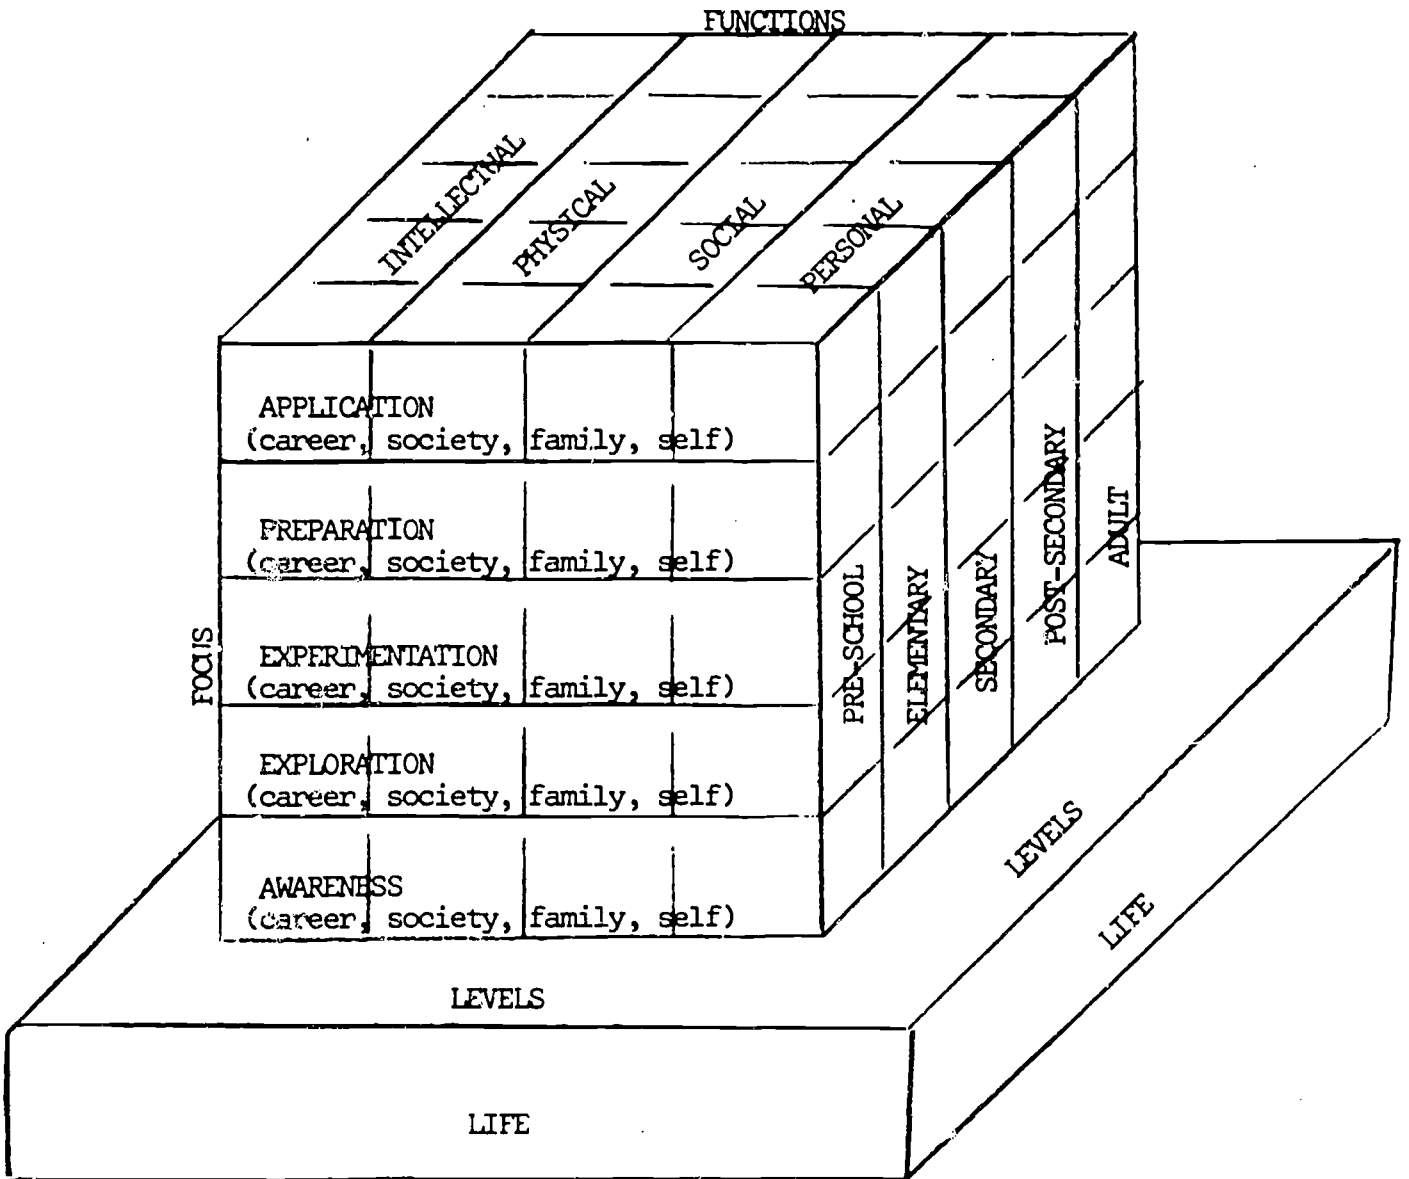 FUNCTIONS
INTELLECTUAL
PHYSICAL
SOCIAL
PERSONAL
FOCUS
APPLICATION
(career, society, family, self)
PREPARATION
(career, society, family, self)
EXPERIMENTATION
(career, society, family, self)
EXPLORATION
(career, society, family, self)
AWARENESS
(career, society, family, self)
PRE-SCHOOL
ELEMENTARY
SECONDARY
POST-SECONDARY
ADULT
LEVELS
LIFE
LEVELS
LIFE